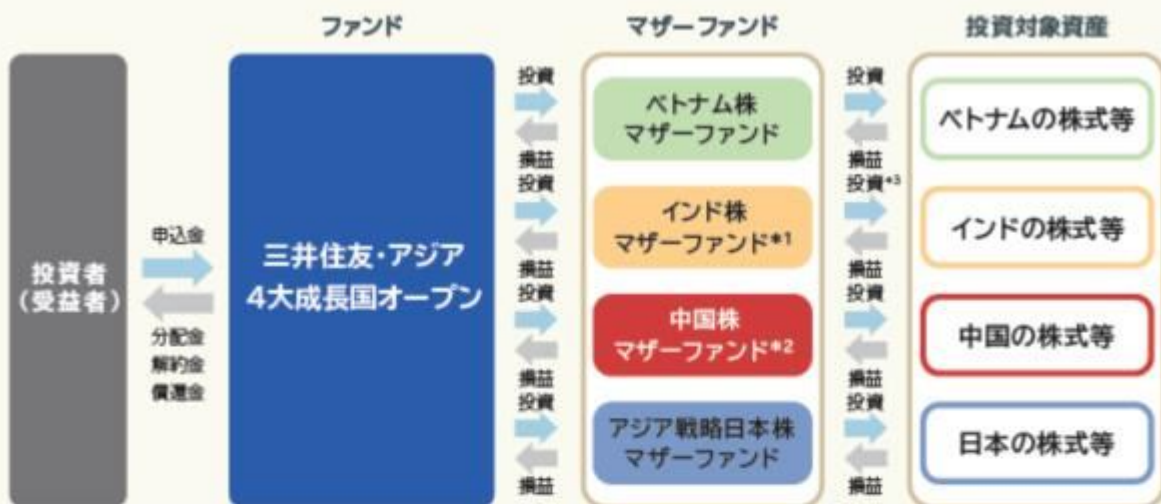 ファンド
マザーファンド
投資対象資産
投資者
(受益者)
申込金
分配金
解約金
償還金
三井住友・アジア
4大成長国オープン
投資
損益
投資
損益
投資
損益
投資
損益
ベトナム株
マザーファンド
インド株
マザーファンド*1
中国株
マザーファンド*2
アジア戦略日本株
マザーファンド
投資
損益
投資*3
損益
投資
損益
投資
損益
ベトナムの株式等
インドの株式等
中国の株式等
日本の株式等